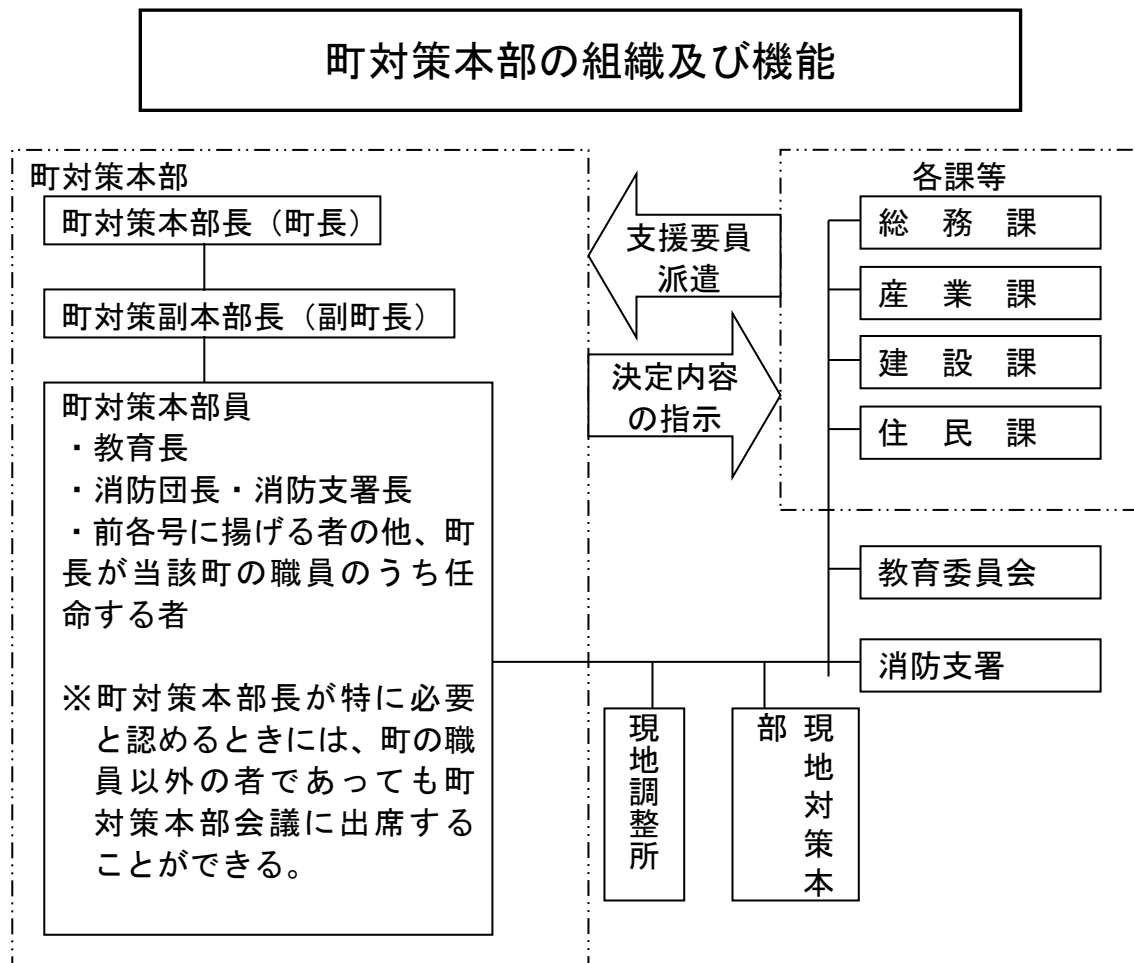 町対策本部の組織及び機能
町対策本部
町対策本部長（町長）
町対策副本部長（副町長）
町対策本部員
・教育長
・消防団長・消防支署長
・前各号に揚げる者の他、町
長が当該町の職員のうち任
命する者
※町対策本部長が特に必要
と認めるときには、町の職
員以外の者であっても町
対策本部会議に出席する
ことができる。
支援要員
派遣
決定内容
の指示
各課等
総　務　課
産　業　課
建　設　課
住　民　課
教育委員会
消防支署
現地調整所
現地対策本
部